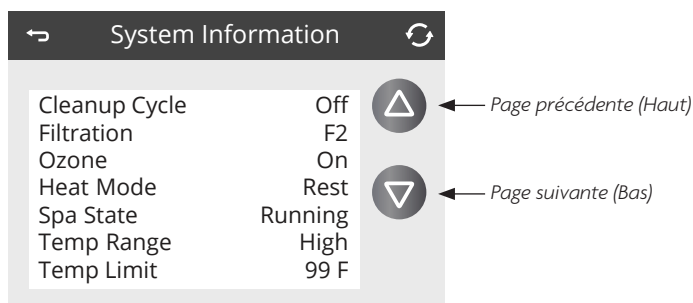 System Information
Cleanup Cycle Off
Filtration F2
Ozone On
Heat Mode Rest
Spa State Running
Temp Range High
Temp Limit 99 F
Page précédente (Haut)
Page suivante (Bas)